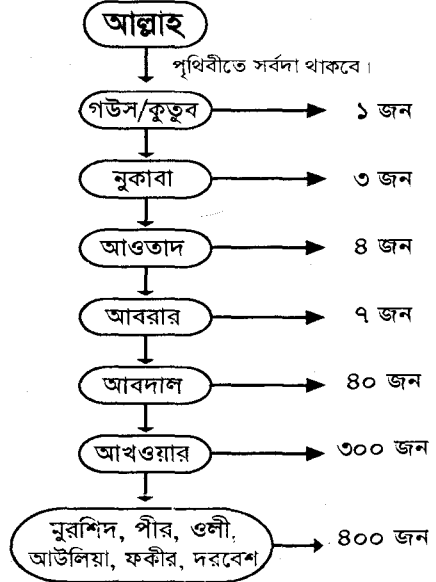 আল্লাহ
পৃথিবীতে সর্বদা থাকবে।
গউস/কুতুব ১ জন
নুকাবা ৩ জন
আওতাদ ৪ জন
আবরার ৭ জন
আবদাল ৪০ জন
আখওয়ার ৩০০ জন
মুরশিদ, পীর, ওলী,
আউলিয়া, ফকীর, দরবেশ ৪০০ জন